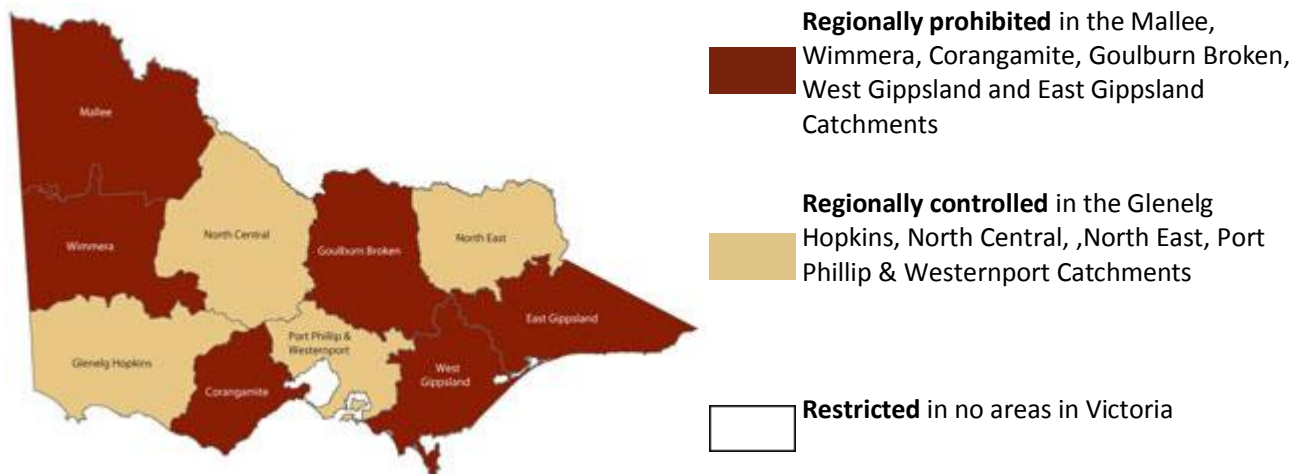 Mallee
Wimmera
North Central
Goulburn Broken
North East
East Gippsland
Port Phillip &
Westernport
Glenelg Hopkins
Corangamite
West
Gippsland
Regionally prohibited in the Mallee,
Wimmera, Corangamite, Goulburn Broken,
West Gippsland and East Gippsland
Catchments
Regionally controlled in the Glenelg
Hopkins, North Central, ,North East, Port
Phillip & Westernport Catchments
Restricted in no areas in Victoria